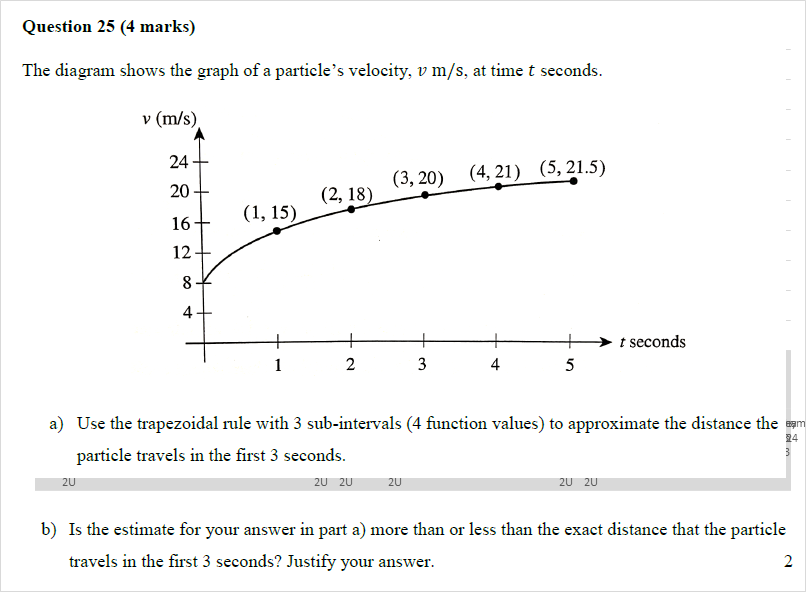 Question 25 (4 marks)
The diagram shows the graph of a particle’s velocity, v m/s, at time t seconds.
v (m/s)
24
20
16
12
8
4
(1, 15)
(2, 18)
(3, 20)
(4, 21)
(5, 21.5)
t seconds
1 2 3 4 5
a) Use the trapezoidal rule with 3 sub-intervals (4 function values) to approximate the distance the
particle travels in the first 3 seconds.
2U 2U 2U 2U 2U 2U
b) Is the estimate for your answer in part a) more than or less than the exact distance that the particle
travels in the first 3 seconds? Justify your answer.
2